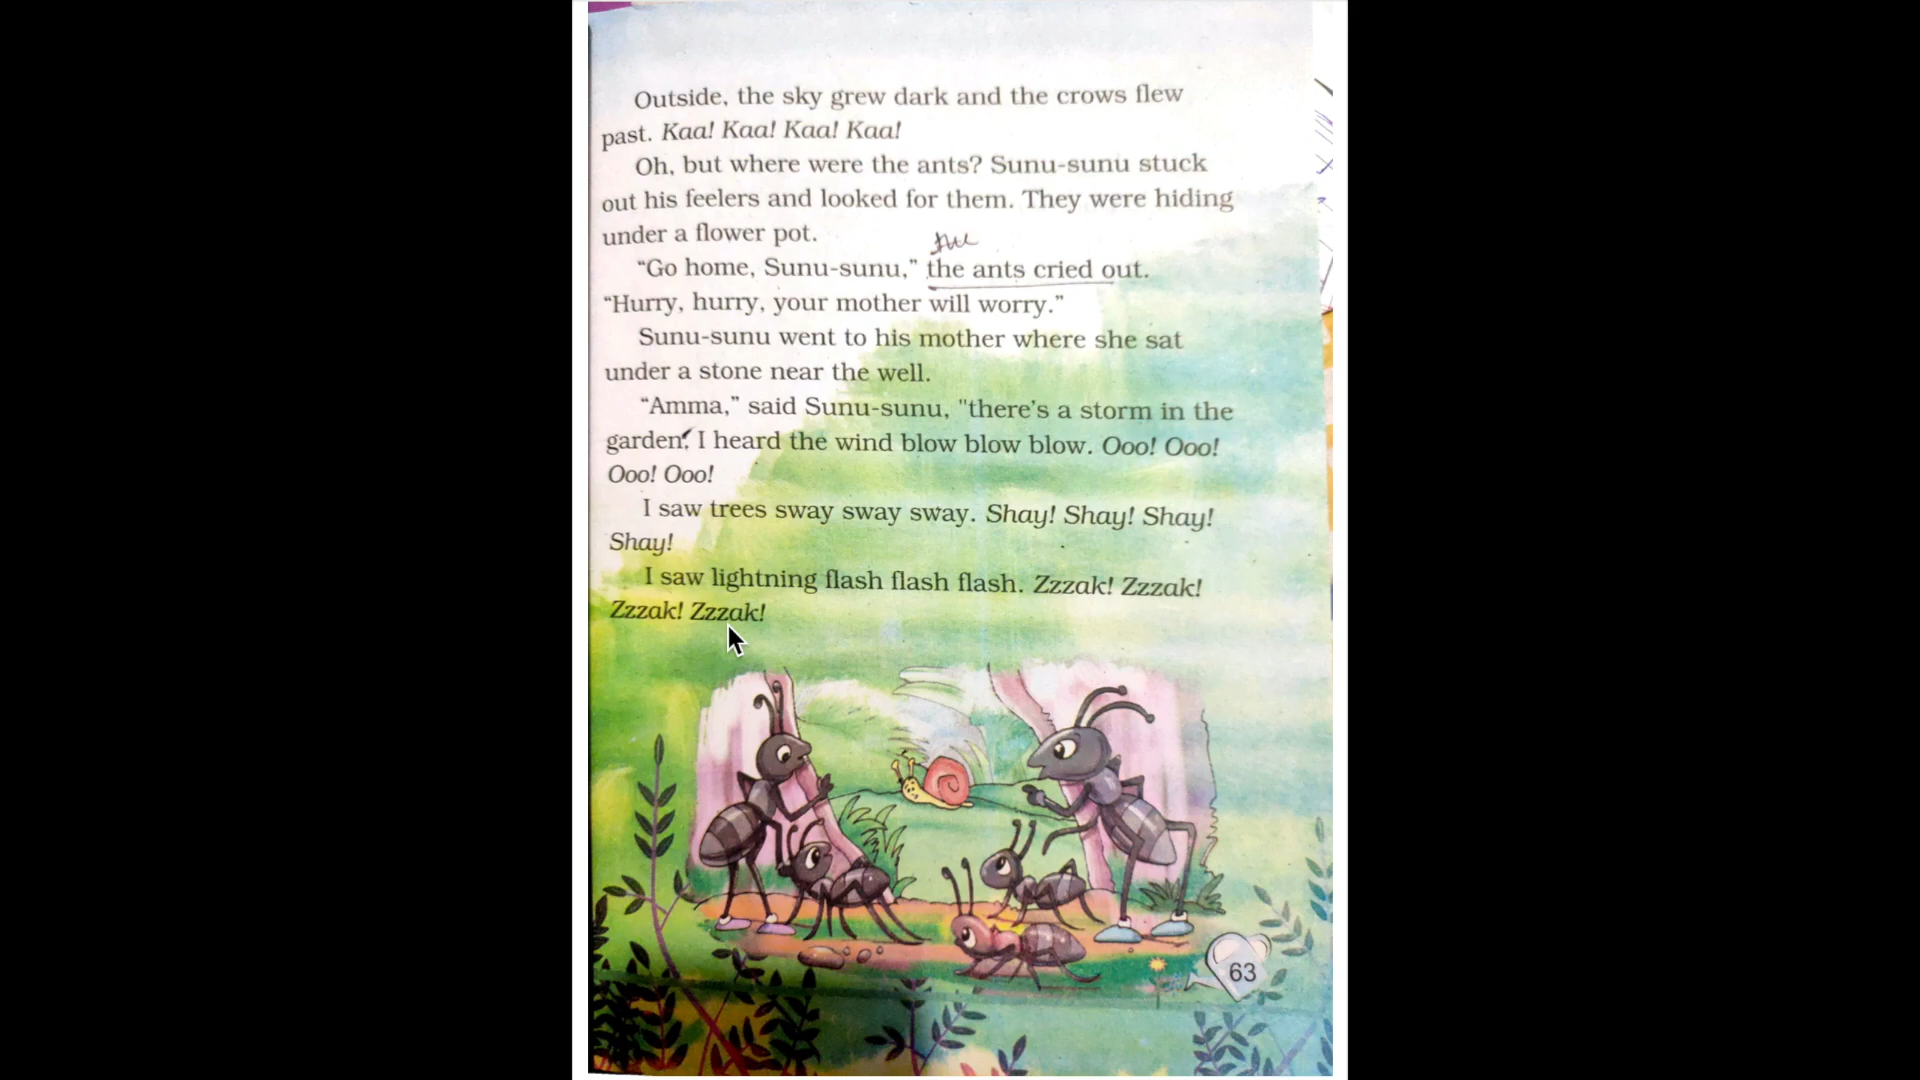 Outside, the sky grew dark and the crows flew
past. Kaa! Kaa! Kaa! Kaa!
Oh, but where were the ants? Sunu-sunu stuck
out his feelers and looked for them. They were hiding
under a flower pot.
“Go home, Sunu-sunu,” the ants cried out.
“Hurry, hurry, your mother will worry.”
Sunu-sunu went to his mother where she sat
under a stone near the well.
“Amma,” said Sunu-sunu, "there’s a storm in the
garden. I heard the wind blow blow blow. Ooo! Ooo!
Ooo! Ooo!
I saw trees sway sway sway. Shay! Shay! Shay!
Shay!
I saw lightning flash flash flash. Zzzak! Zzzak!
Zzzak! Zzzak!
63